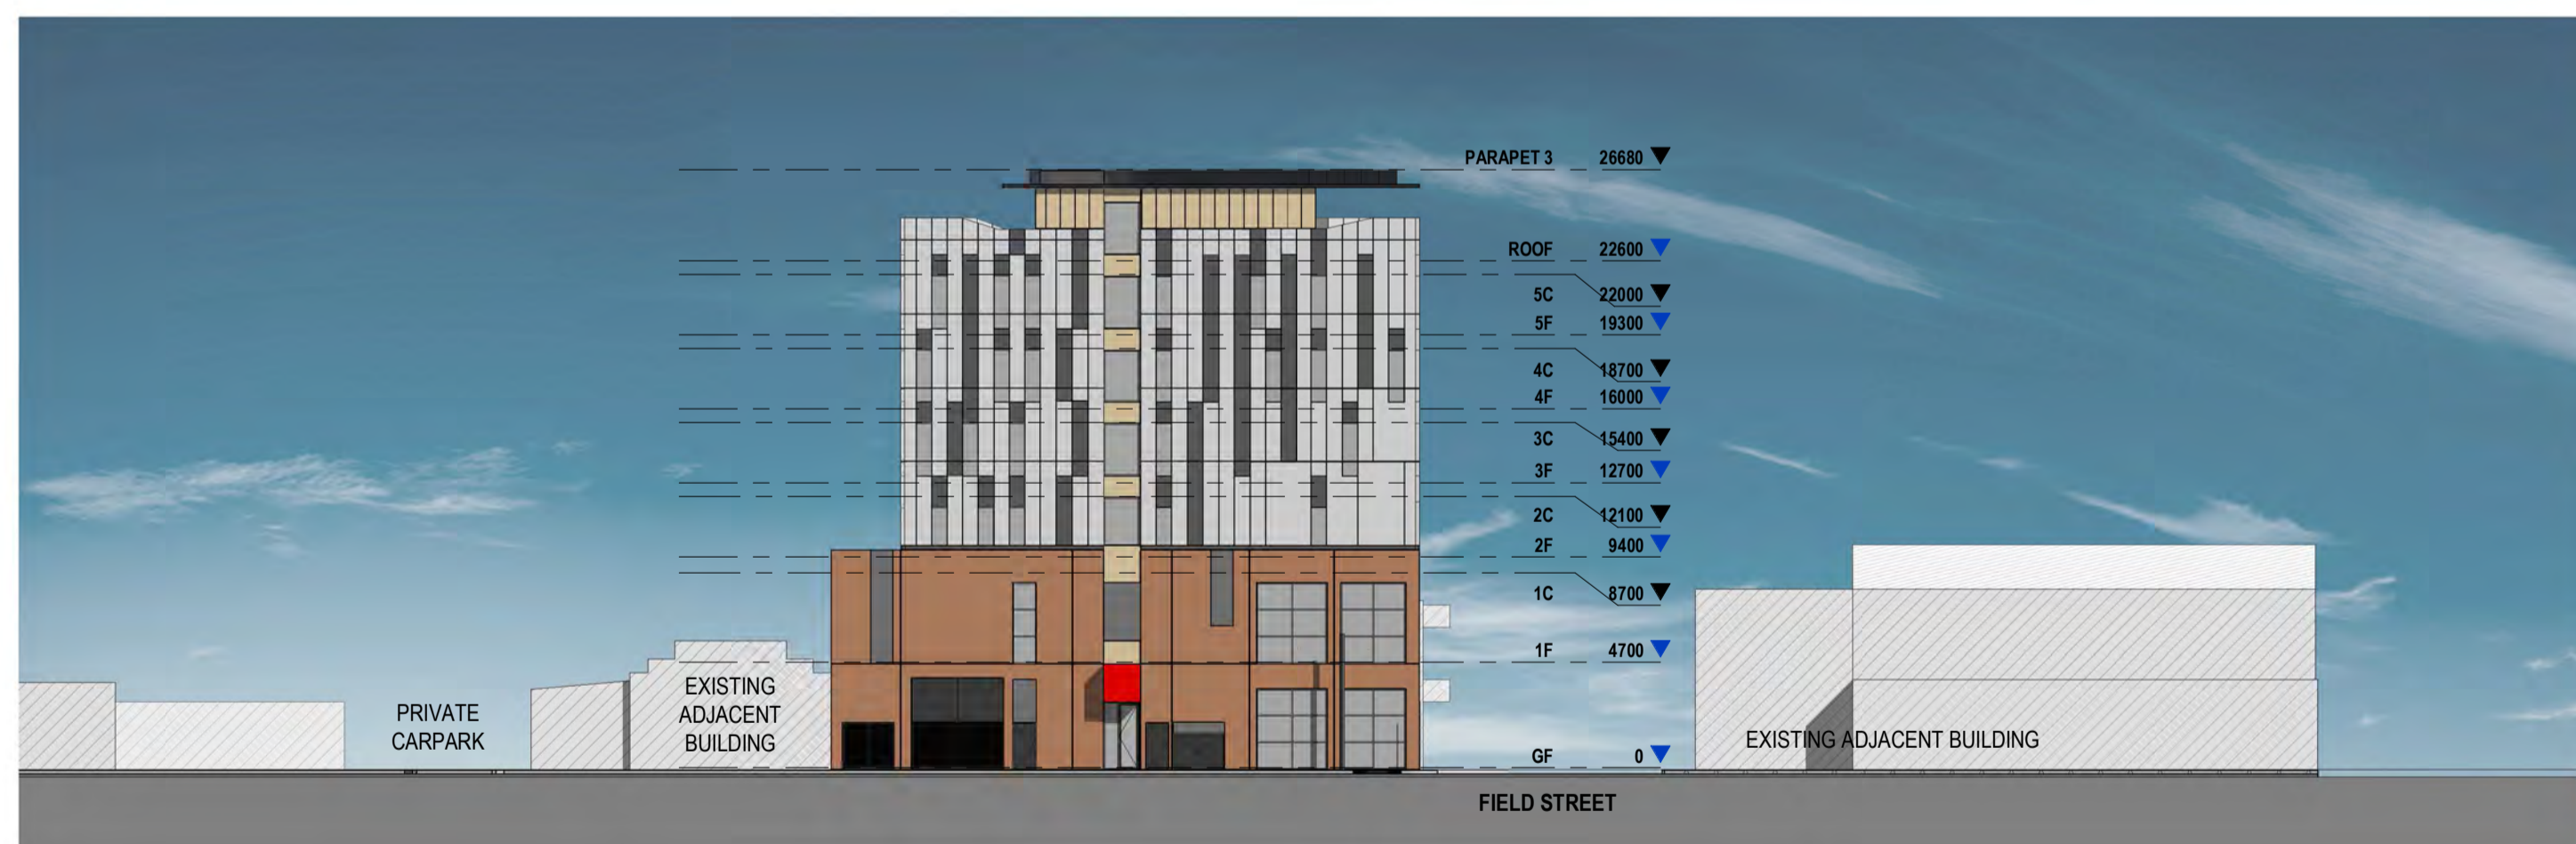 PARAPET 3 26680
ROOF 22600
5C 22000
5F 19300
4C 18700
4F 16000
3C 15400
3F 12700
2C 12100
2F 9400
1C 8700
1F 4700
GF 0
PRIVATE
CARPARK
EXISTING
ADJACENT
BUILDING
EXISTING ADJACENT BUILDING
FIELD STREET